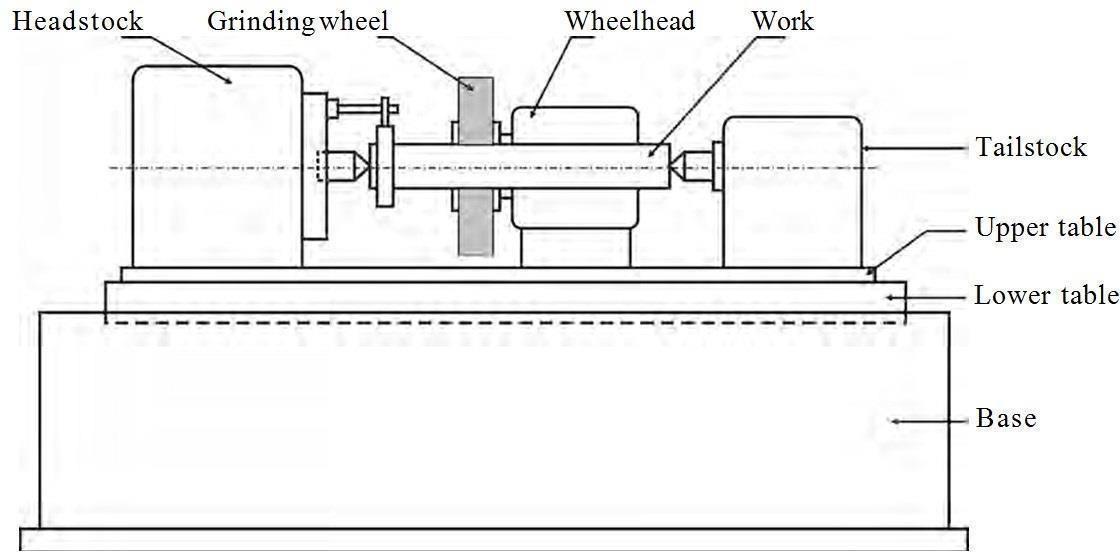 Headstock
Grinding wheel
Wheelhead
Work
Tailstock
Upper table
Lower table
Base